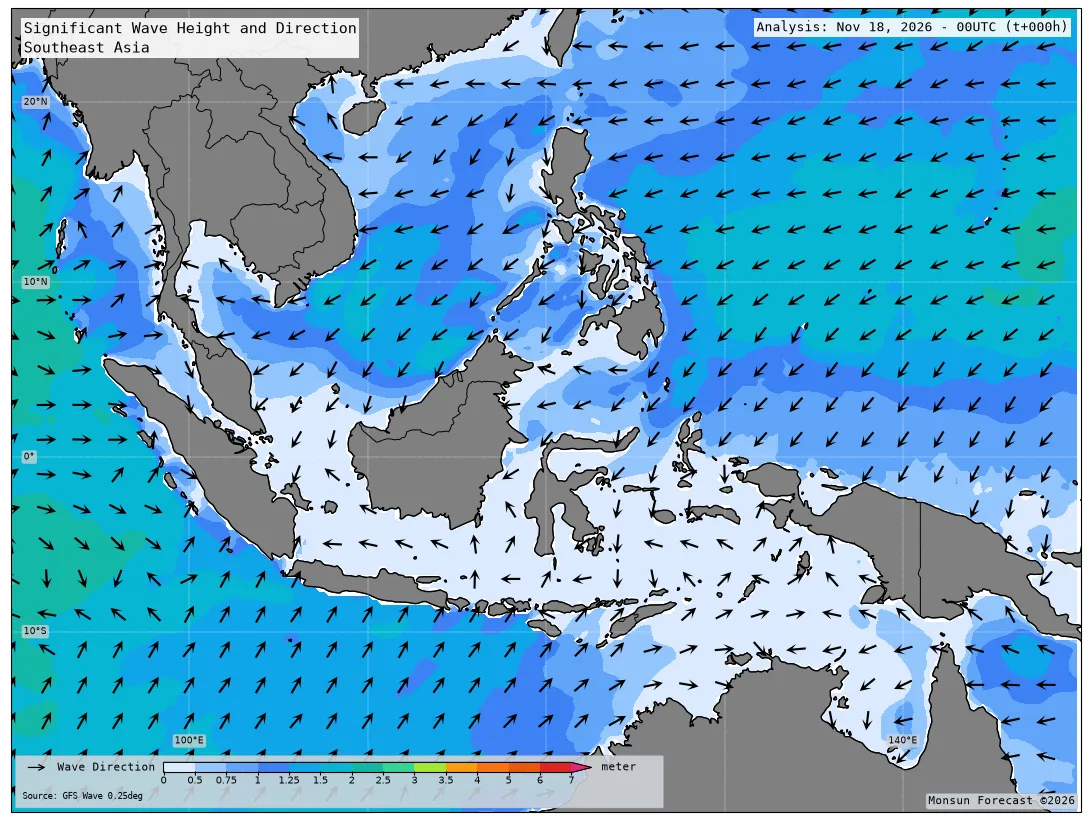 Significant Wave Height and Direction
Southeast Asia
Analysis: Nov 18, 2026 - 00UTC (t+000h)
20°N
10°N
0°
10°S
100°E
140°E
Wave Direction
meter
0 0.5 0.75 1 1.25 1.5 2 2.5 3 3.5 4 5 6 7
Source: GFS Wave 0.25deg
Monsun Forecast ©2026